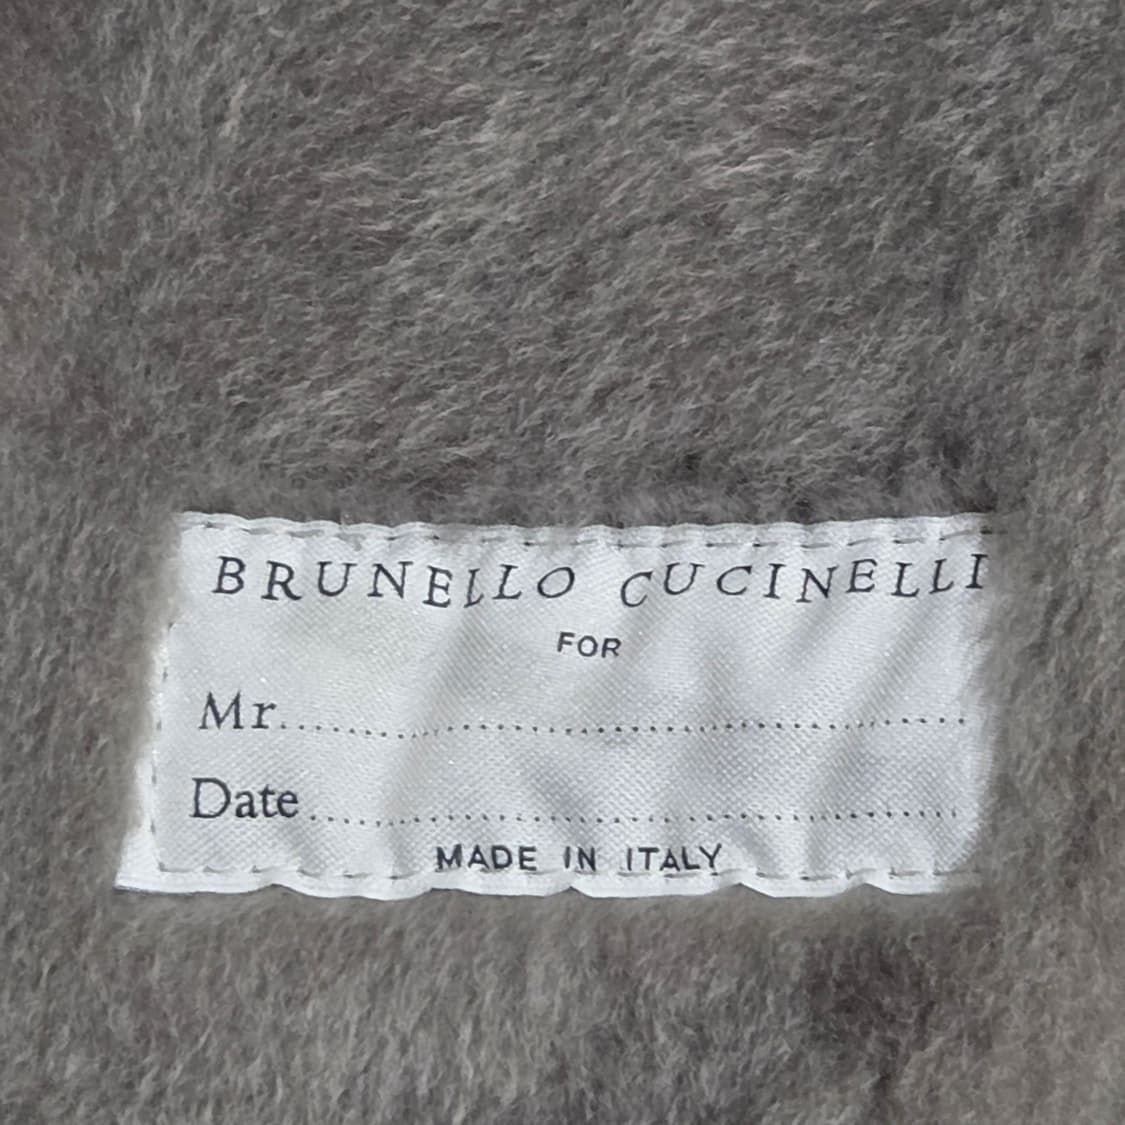 BRUNELLO CUCINELLI
FOR
Mr..............................................
Date..............................................
MADE IN ITALY